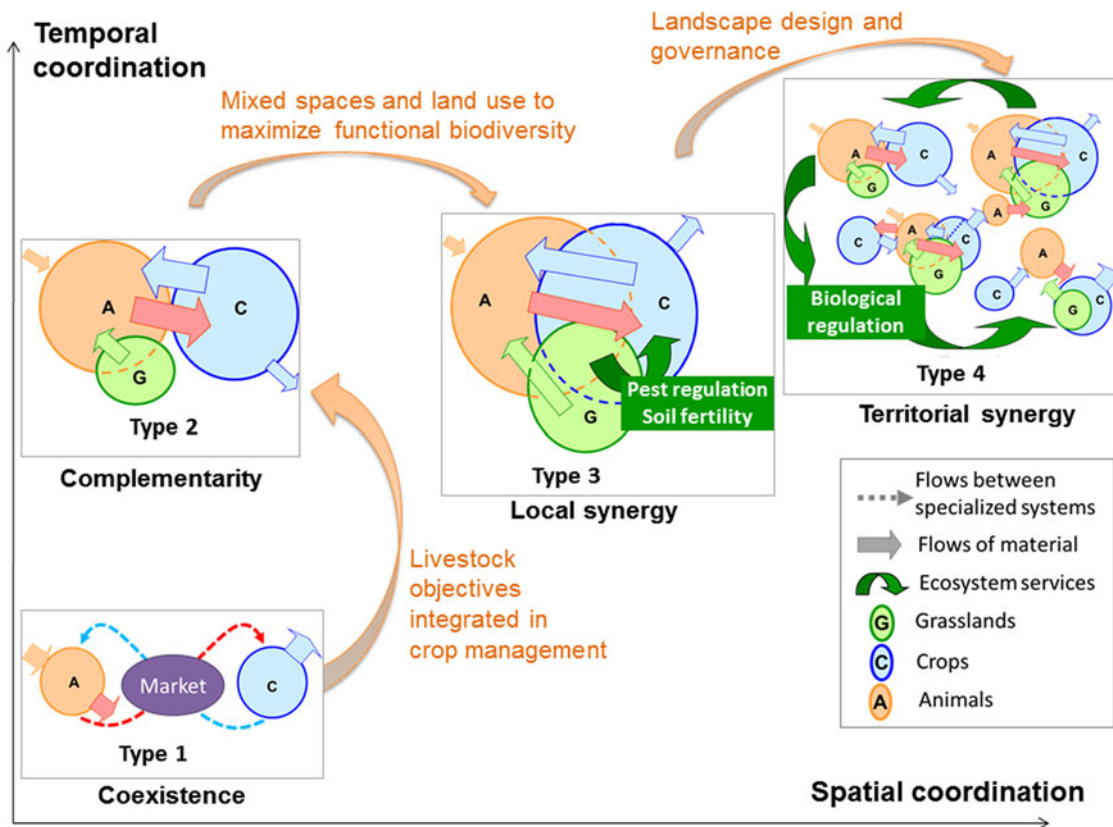 Temporal
coordination
Landscape design and
governance
Mixed spaces and land use to
maximize functional biodiversity
A
C
G
Type 2
Complementarity
A
C
G
Pest regulation
Soil fertility
Type 3
Local synergy
A
C
G
A
C
G
A
C
A
C
G
A
C
G
Biological
regulation
Type 4
Territorial synergy
Livestock
objectives
integrated in
crop management
A
Market
C
Type 1
Coexistence
Flows between
specialized systems
Flows of material
Ecosystem services
G Grasslands
C Crops
A Animals
Spatial coordination